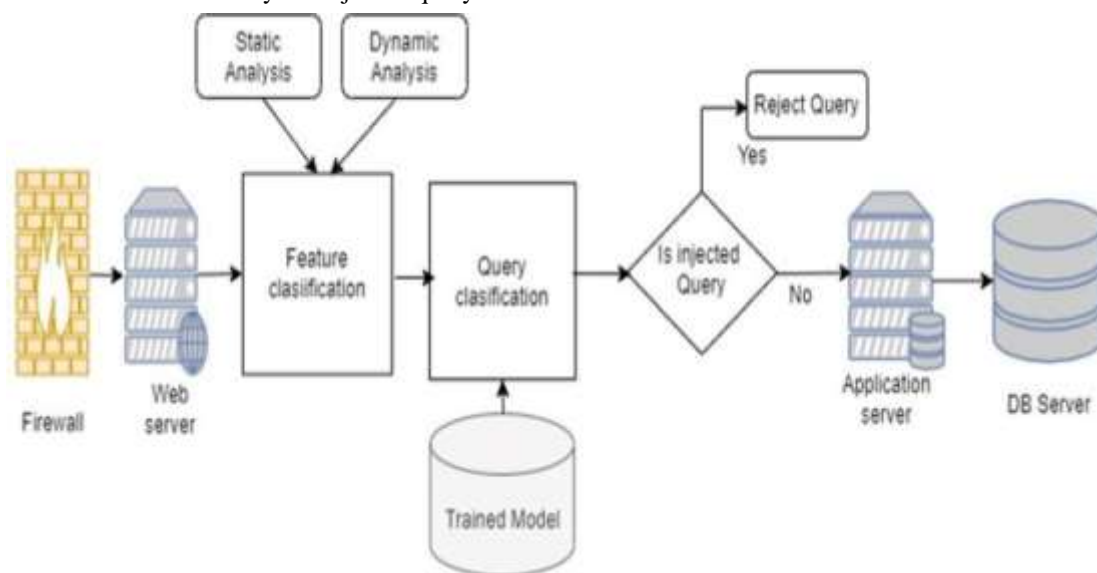 Static
Analysis
Dynamic
Analysis
Reject Query
Yes
Feature
clasiification
Query
clasification
Is injected
Query
No
Firewall
Web
server
Application
server
DB Server
Trained Model